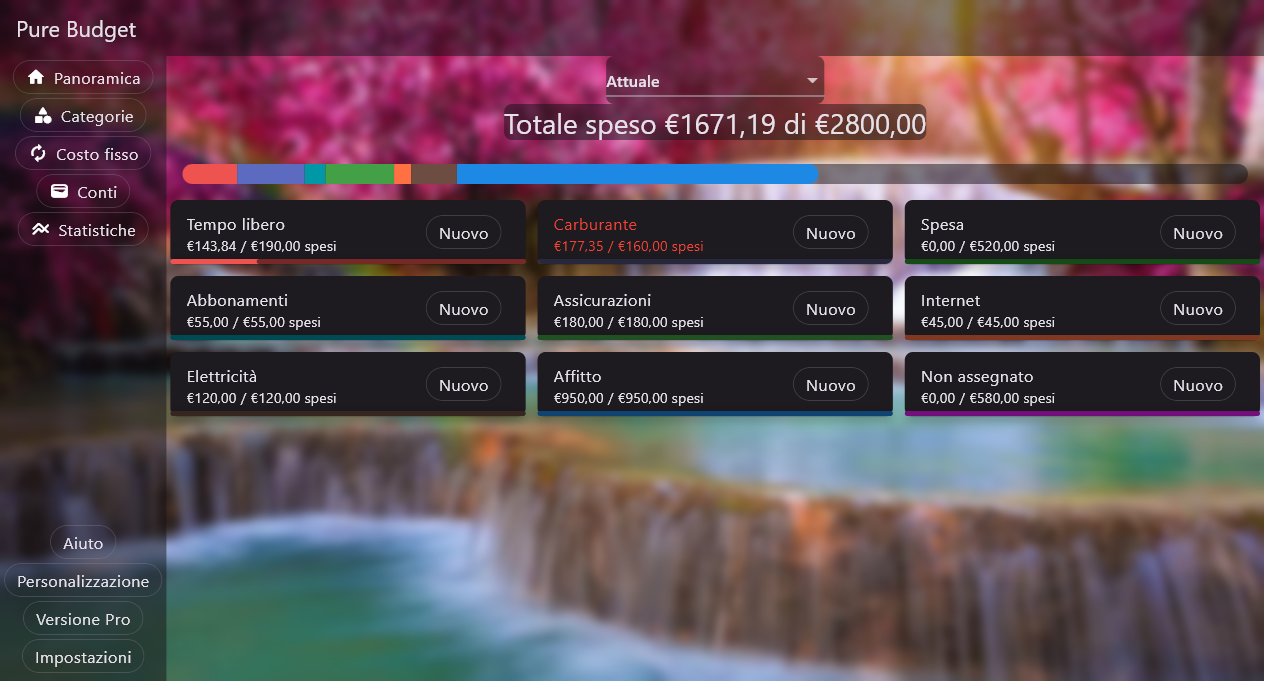 Pure Budget
Panoramica
Categorie
Costo fisso
Conti
Statistiche
Aiuto
Personalizzazione
Versione Pro
Impostazioni
Attuale
Totale speso €1671,19 di €2800,00
Tempo libero
€143,84 / €190,00 spesi
Nuovo
Carburante
€177,35 / €160,00 spesi
Nuovo
Spesa
€0,00 / €520,00 spesi
Nuovo
Abbonamenti
€55,00 / €55,00 spesi
Nuovo
Assicurazioni
€180,00 / €180,00 spesi
Nuovo
Internet
€45,00 / €45,00 spesi
Nuovo
Elettricità
€120,00 / €120,00 spesi
Nuovo
Affitto
€950,00 / €950,00 spesi
Nuovo
Non assegnato
€0,00 / €580,00 spesi
Nuovo